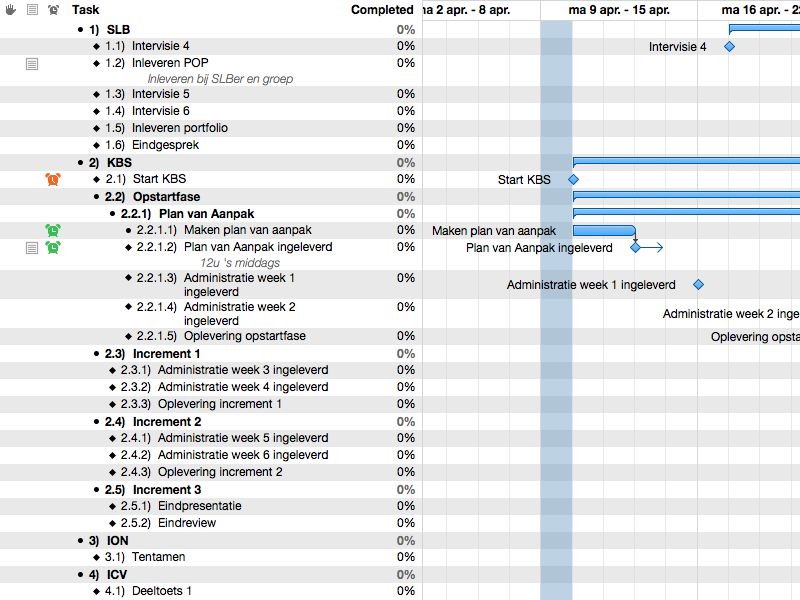 Task Completed ma 2 apr. - 8 apr. ma 9 apr. - 15 apr. ma 16 apr. - 22
1) SLB 0%
1.1) Intervisie 4 0% Intervisie 4
1.2) Inleveren POP 0%
Inleveren bij SLBer en groep
1.3) Intervisie 5 0%
1.4) Intervisie 6 0%
1.5) Inleveren portfolio 0%
1.6) Eindgesprek 0%
2) KBS 0%
2.1) Start KBS 0% Start KBS
2.2) Opstartfase 0%
2.2.1) Plan van Aanpak 0%
2.2.1.1) Maken plan van aanpak 0% Maken plan van aanpak
2.2.1.2) Plan van Aanpak ingeleverd 0% Plan van Aanpak ingeleverd
12u 's middags
2.2.1.3) Administratie week 1 0% Administratie week 1 ingeleverd
ingeleverd
2.2.1.4) Administratie week 2 0% Administratie week 2 inge
ingeleverd
2.2.1.5) Oplevering opstartfase 0% Oplevering opsta
2.3) Increment 1 0%
2.3.1) Administratie week 3 ingeleverd 0%
2.3.2) Administratie week 4 ingeleverd 0%
2.3.3) Oplevering increment 1 0%
2.4) Increment 2 0%
2.4.1) Administratie week 5 ingeleverd 0%
2.4.2) Administratie week 6 ingeleverd 0%
2.4.3) Oplevering increment 2 0%
2.5) Increment 3 0%
2.5.1) Eindpresentatie 0%
2.5.2) Eindreview 0%
3) ION 0%
3.1) Tentamen 0%
4) ICV 0%
4.1) Deeltoets 1 0%